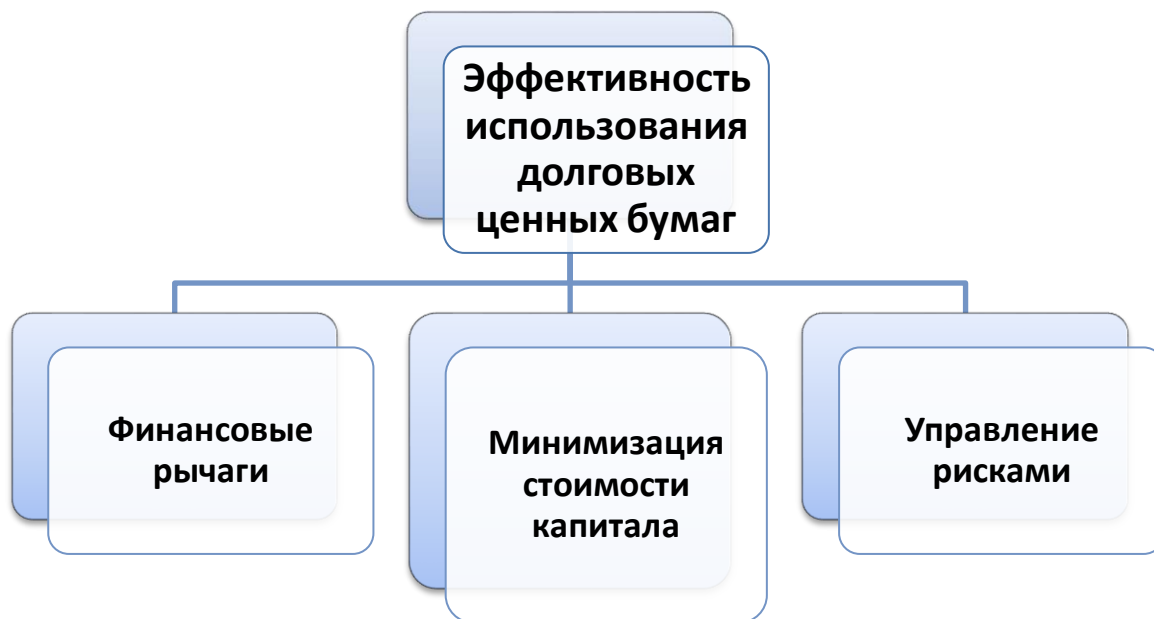 Эффективность
использования
долговых
ценных бумаг
Финансовые
рычаги
Минимизация
стоимости
капитала
Управление
рисками